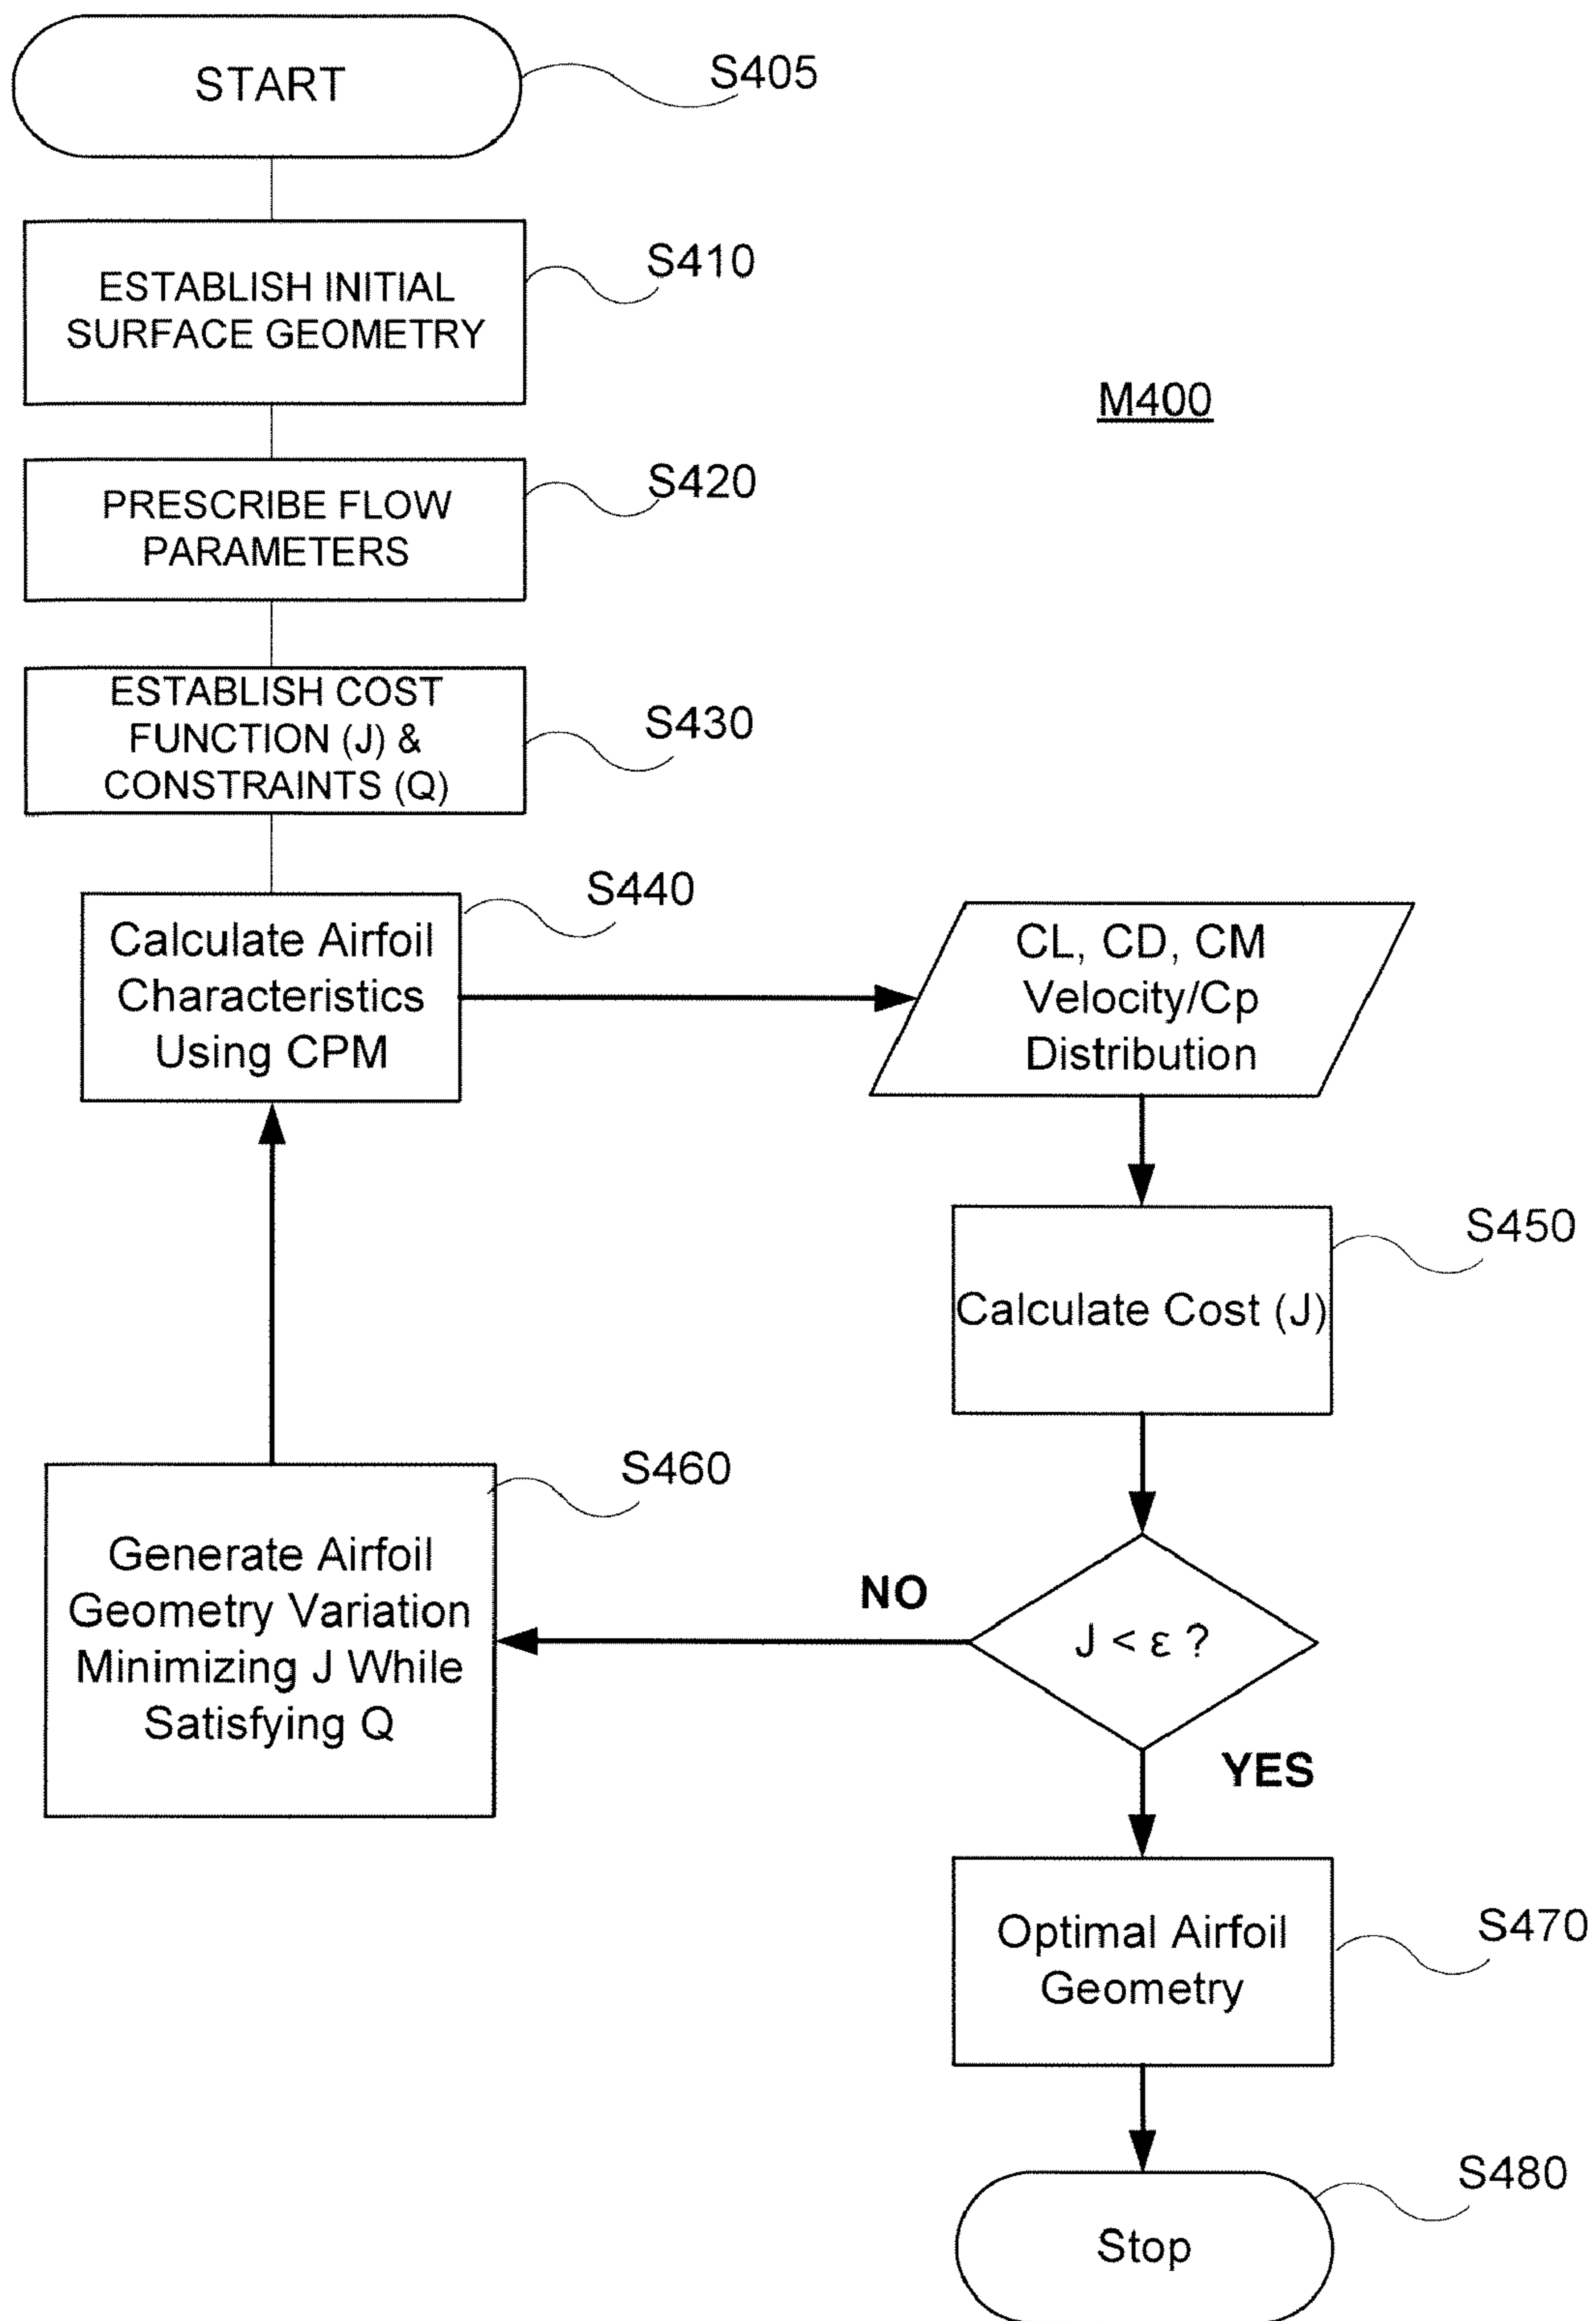 START
S405
ESTABLISH INITIAL
SURFACE GEOMETRY
S410
M400
PRESCRIBE FLOW
PARAMETERS
S420
ESTABLISH COST
FUNCTION (J) &
CONSTRAINTS (Q)
S430
Calculate Airfoil
Characteristics
Using CPM
S440
CL, CD, CM
Velocity/Cp
Distribution
Calculate Cost (J)
S450
J < ε ?
NO
YES
Generate Airfoil
Geometry Variation
Minimizing J While
Satisfying Q
S460
Optimal Airfoil
Geometry
S470
Stop
S480